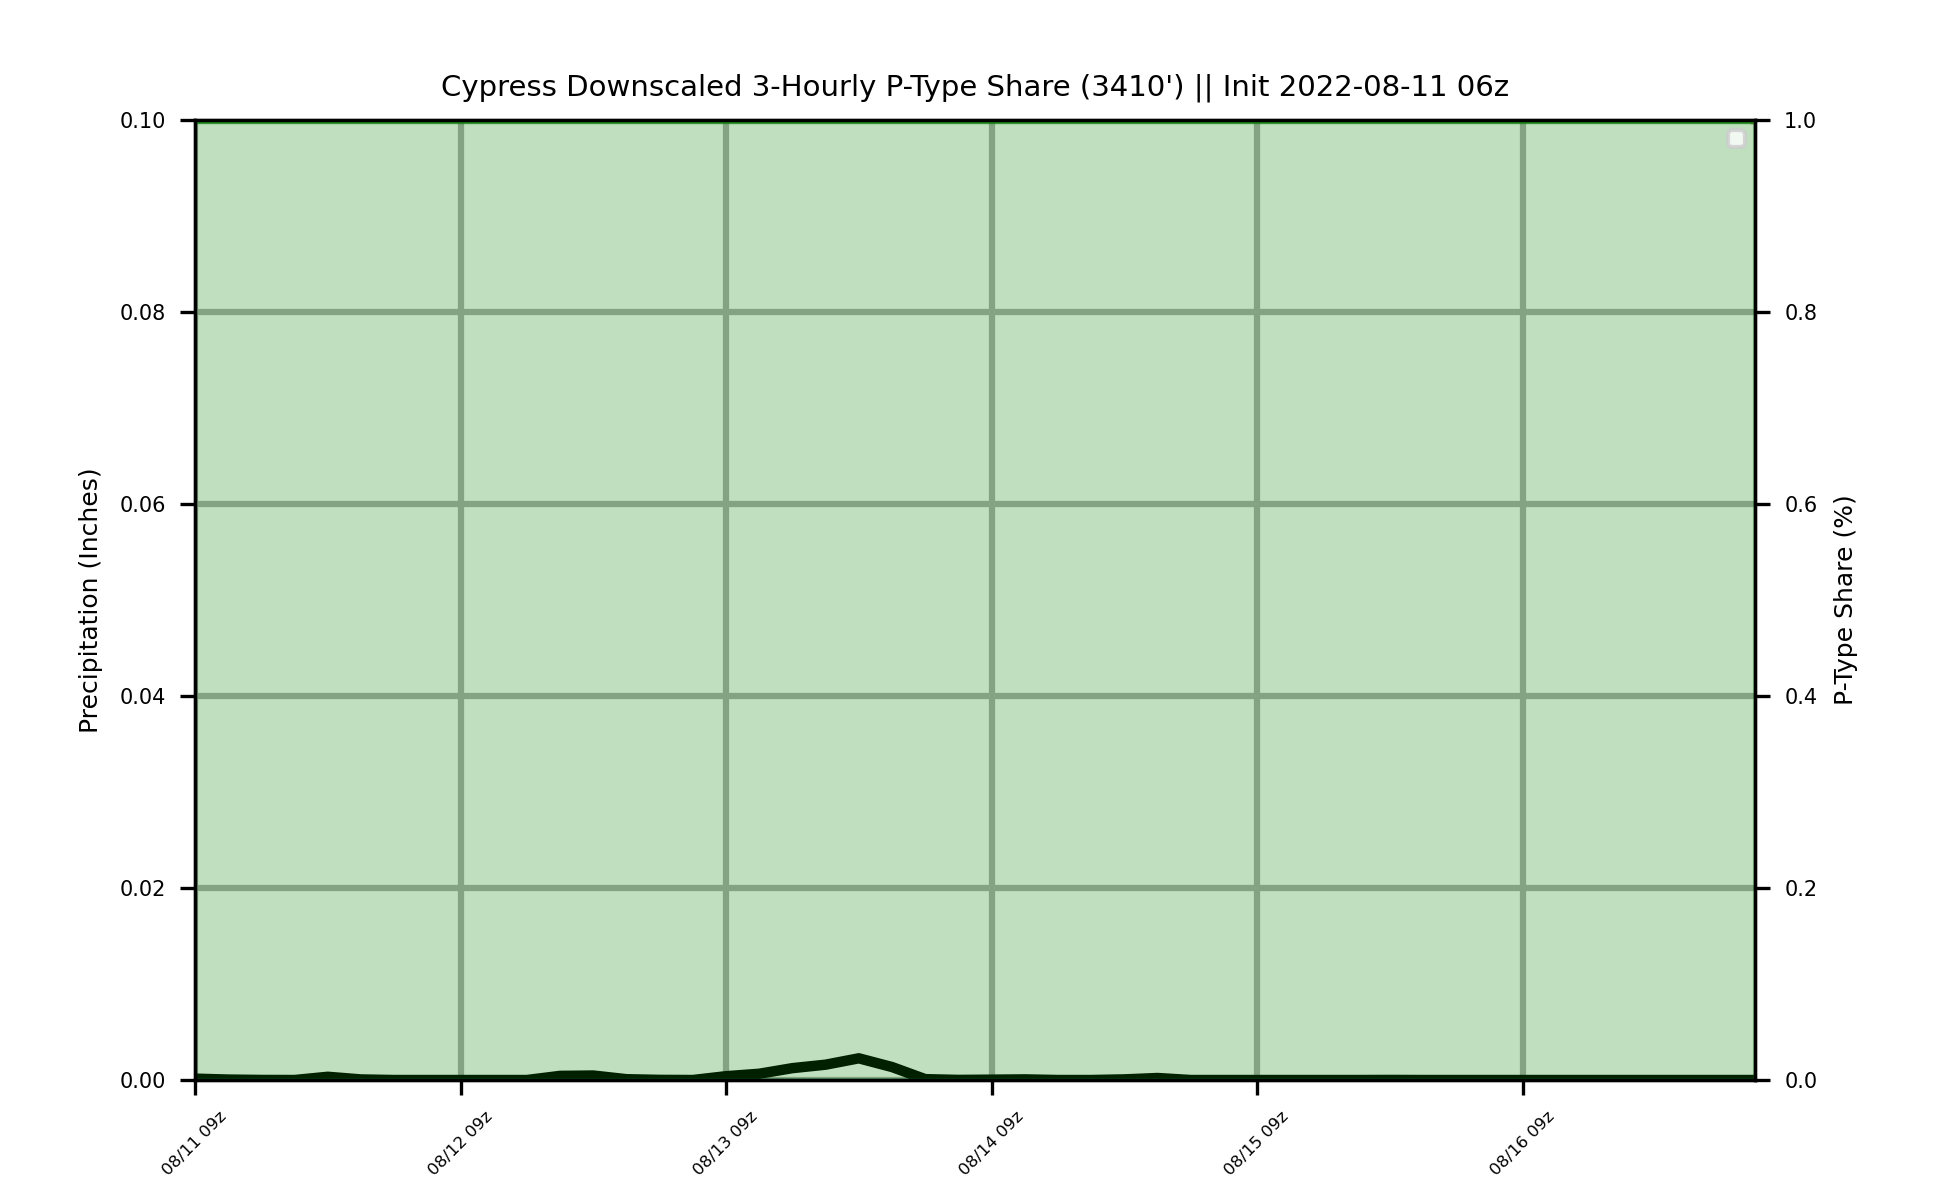 Cypress Downscaled 3-Hourly P-Type Share (3410') || Init 2022-08-11 06z
0.10
0.08
0.06
0.04
0.02
0.00
Precipitation (Inches)
1.0
0.8
0.6
0.4
0.2
0.0
P-Type Share (%)
08/11 09z
08/12 09z
08/13 09z
08/14 09z
08/15 09z
08/16 09z